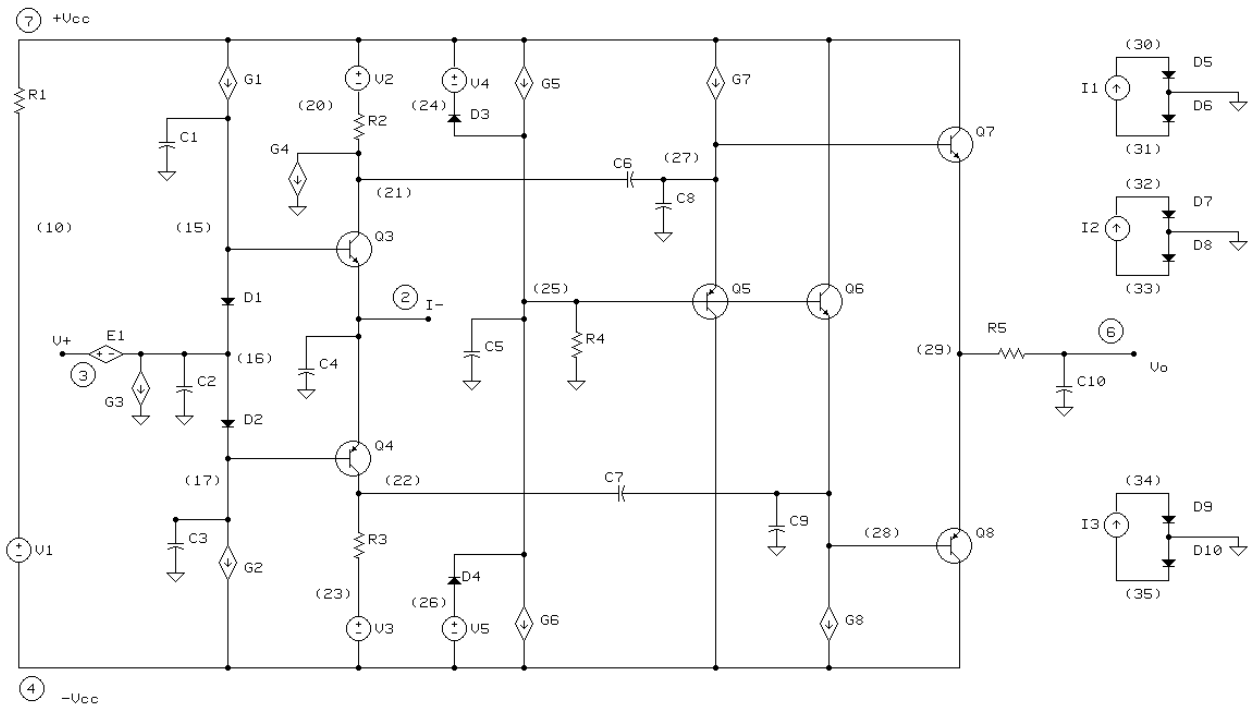 7 +Vcc
(30)
G1
V2
V4
G5
G7
D5
R1
(20)
(24)
D3
I1
Q7
D6
C1
R2
G4
C6
(27)
(31)
(21)
C8
(32)
(10)
(15)
Q3
D7
I2
D8
2 I-
(25)
Q5
Q6
(33)
D1
V+
E1
R5
6
3
(16)
C4
C5
R4
(29)
G3
C2
C10
Vo
D2
Q4
(17)
(22)
C7
(34)
C3
R3
C9
(28)
Q8
D9
I3
V1
D10
G2
D4
(23)
(26)
(35)
V3
V5
G6
G8
4 -Vcc